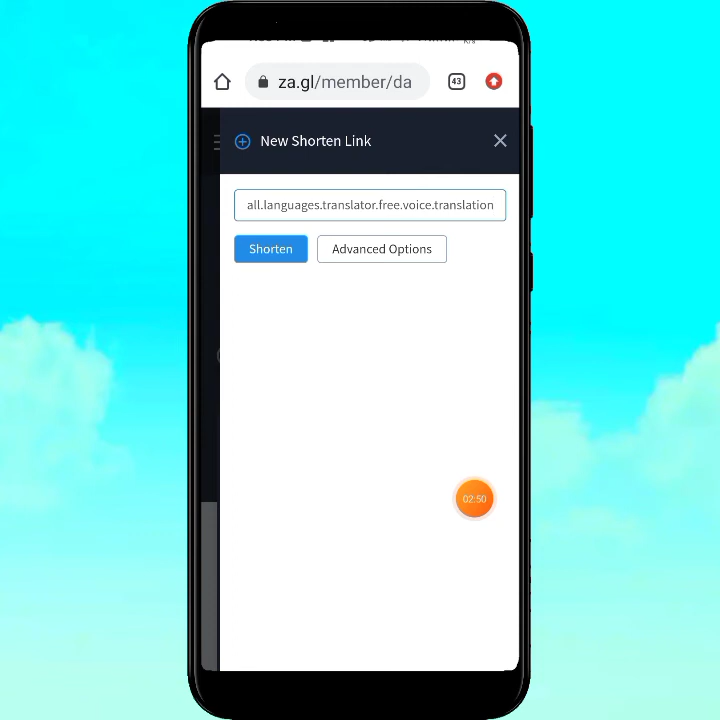 za.gl/member/da
43
New Shorten Link
all.languages.translator.free.voice.translation
Shorten
Advanced Options
02:50